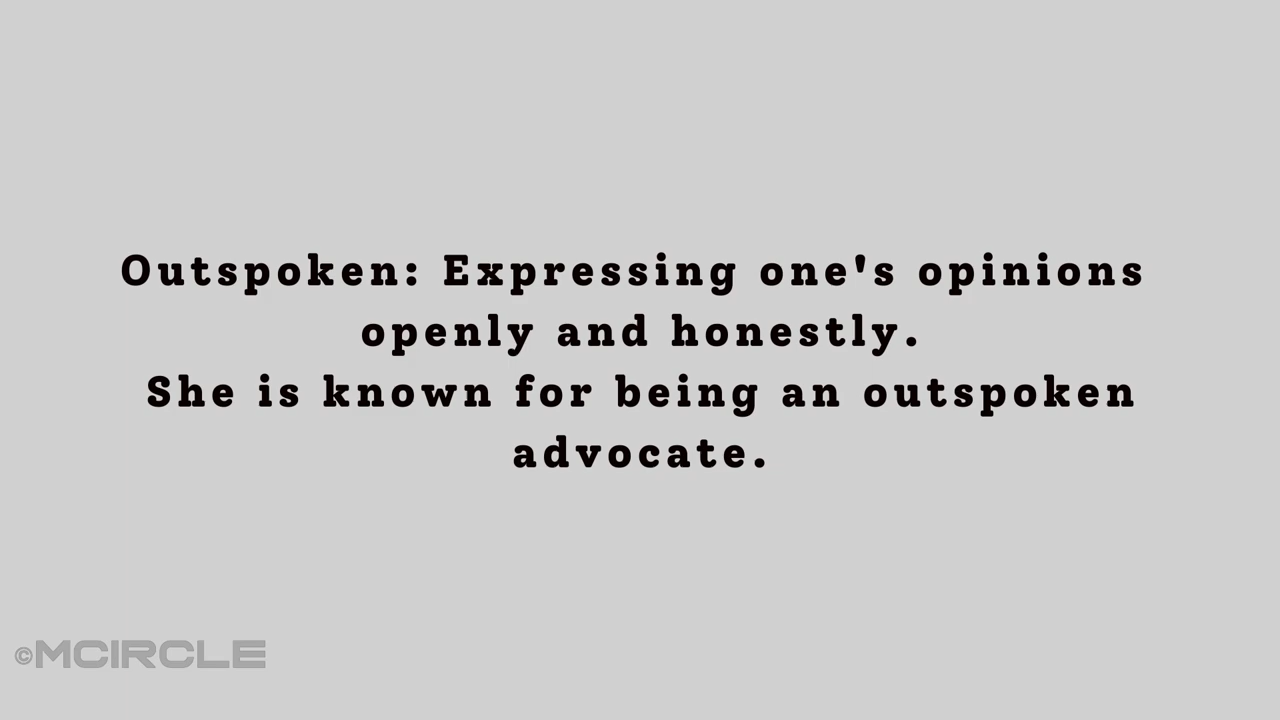 Outspoken: Expressing one's opinions
openly and honestly.
She is known for being an outspoken
advocate.
©MCIRCLE